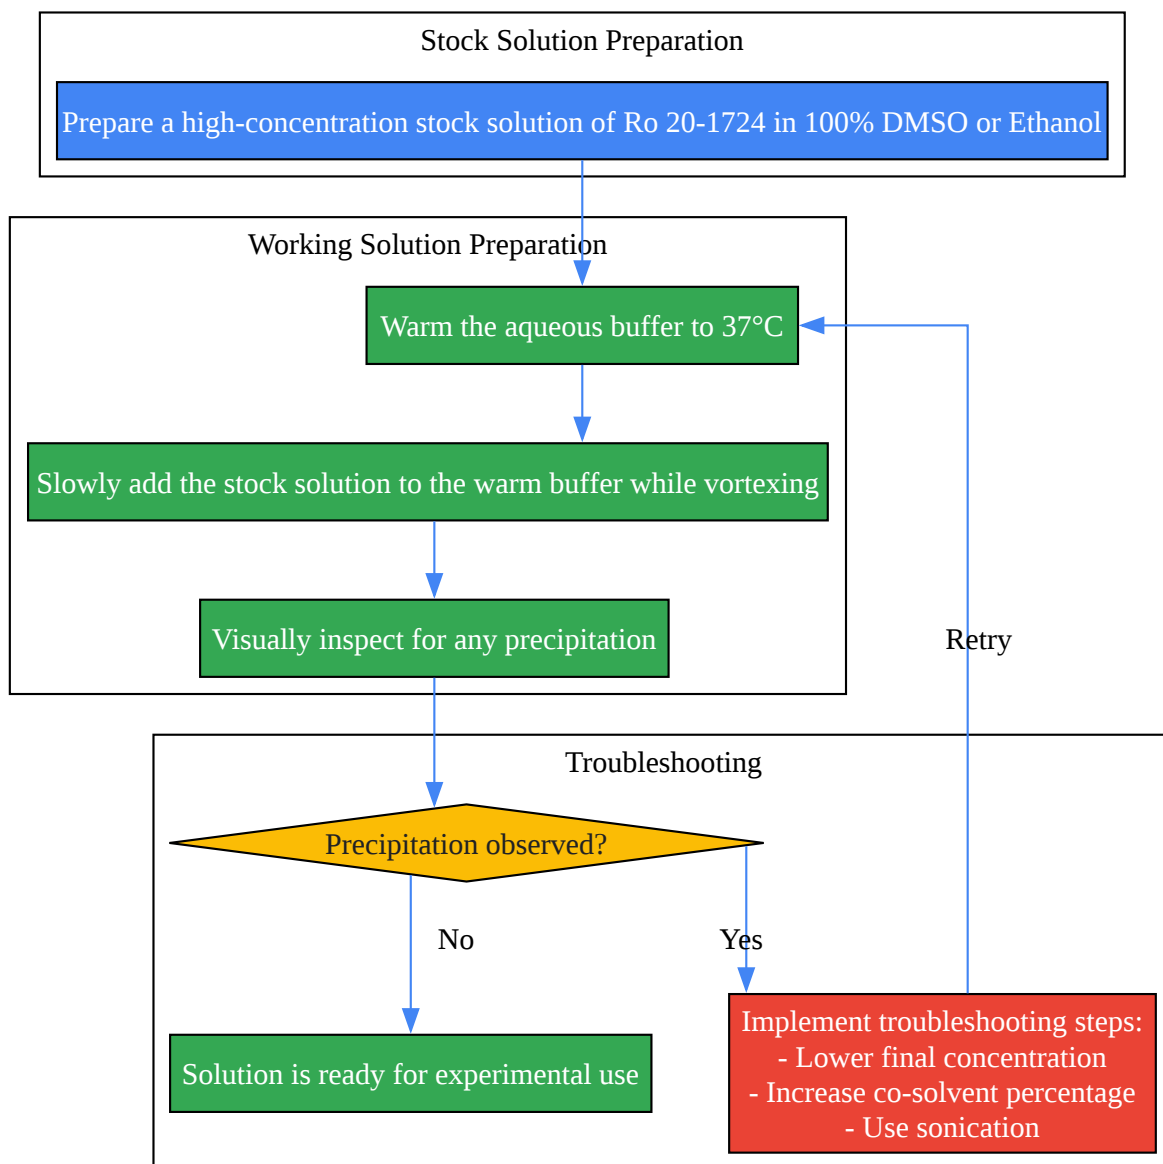 Stock Solution Preparation
Prepare a high-concentration stock solution of Ro 20-1724 in 100% DMSO or Ethanol
Working Solution Preparation
Warm the aqueous buffer to 37°C
Slowly add the stock solution to the warm buffer while vortexing
Visually inspect for any precipitation
Retry
Troubleshooting
Precipitation observed?
No
Yes
Solution is ready for experimental use
Implement troubleshooting steps:
- Lower final concentration
- Increase co-solvent percentage
- Use sonication